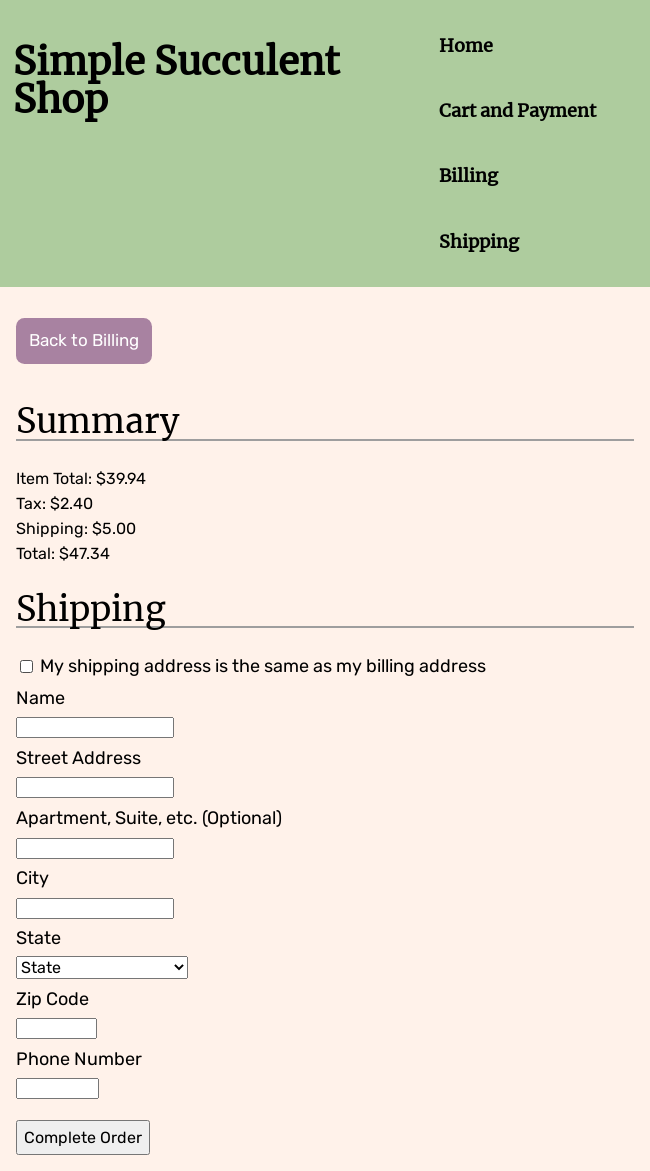 Simple Succulent
Shop
Home
Cart and Payment
Billing
Shipping
Back to Billing
Summary
Item Total: $39.94
Tax: $2.40
Shipping: $5.00
Total: $47.34
Shipping
My shipping address is the same as my billing address
Name
Street Address
Apartment, Suite, etc. (Optional)
City
State
State
Zip Code
Phone Number
Complete Order